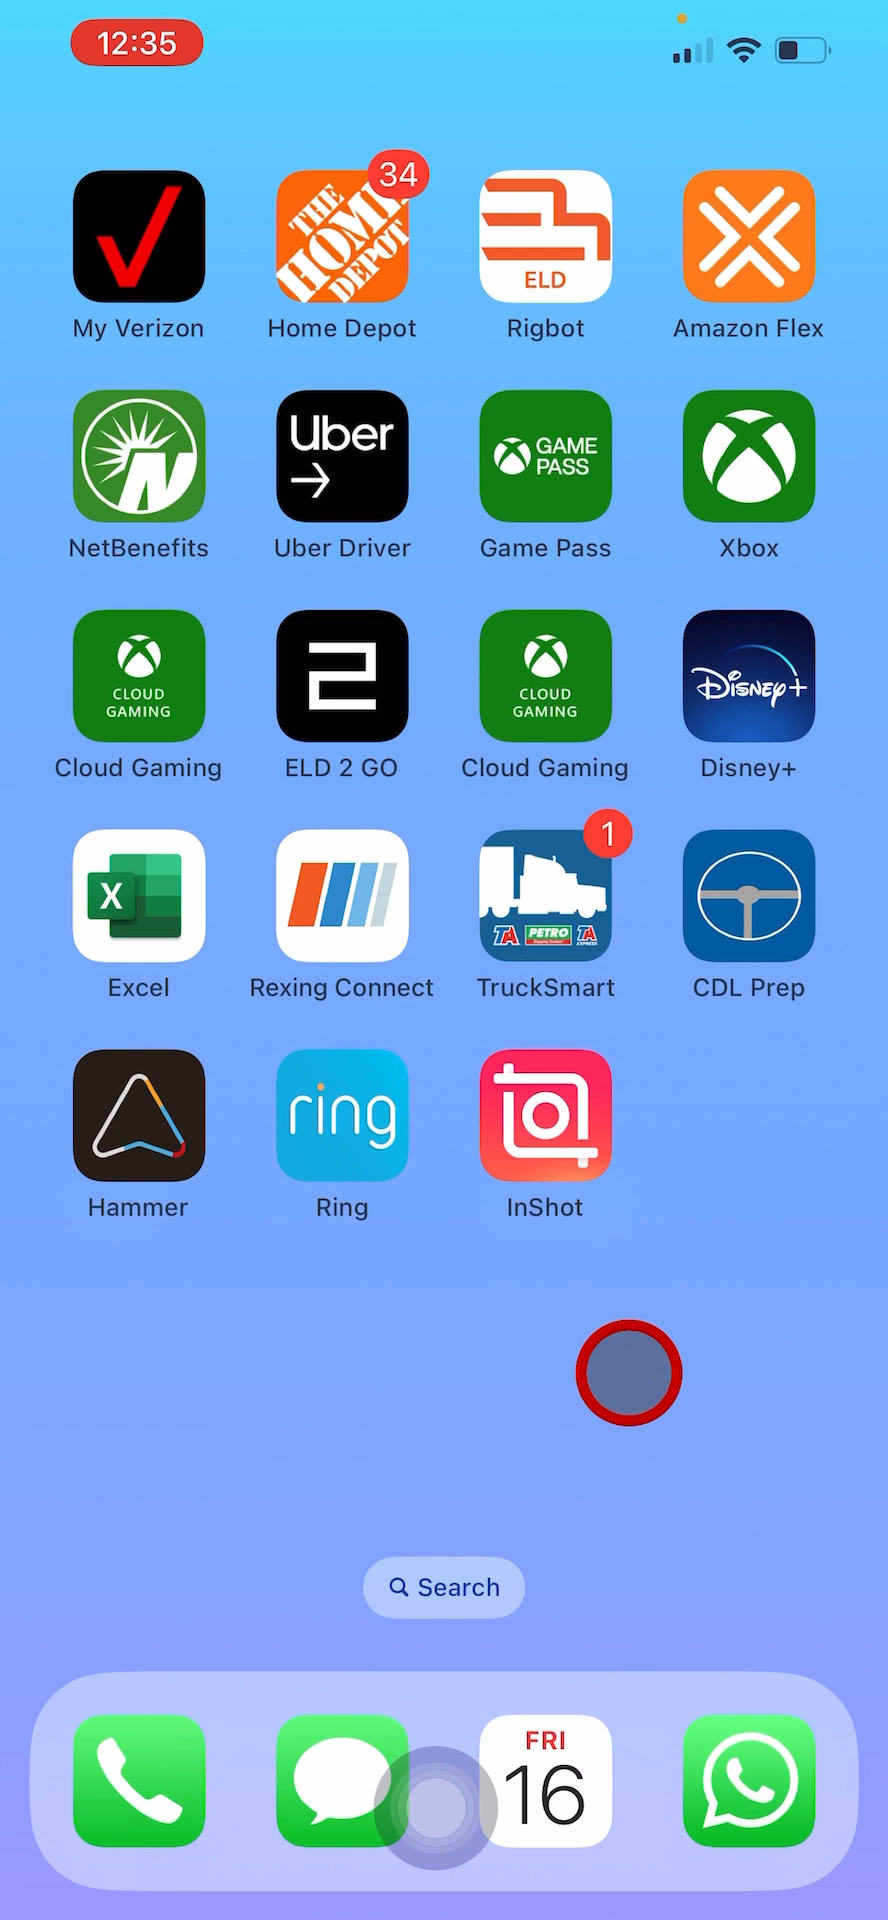 12:35
34
THE
HOME
DEPOT
ELD
My Verizon
Home Depot
Rigbot
Amazon Flex
N
Uber
GAME
PASS
NetBenefits
Uber Driver
Game Pass
Xbox
CLOUD
GAMING
2
CLOUD
GAMING
Disney+
Cloud Gaming
ELD 2 GO
Cloud Gaming
Disney+
1
X
TA
PETRO
TA
EXPRESS
Excel
Rexing Connect
TruckSmart
CDL Prep
ring
Hammer
Ring
InShot
Search
FRI
16